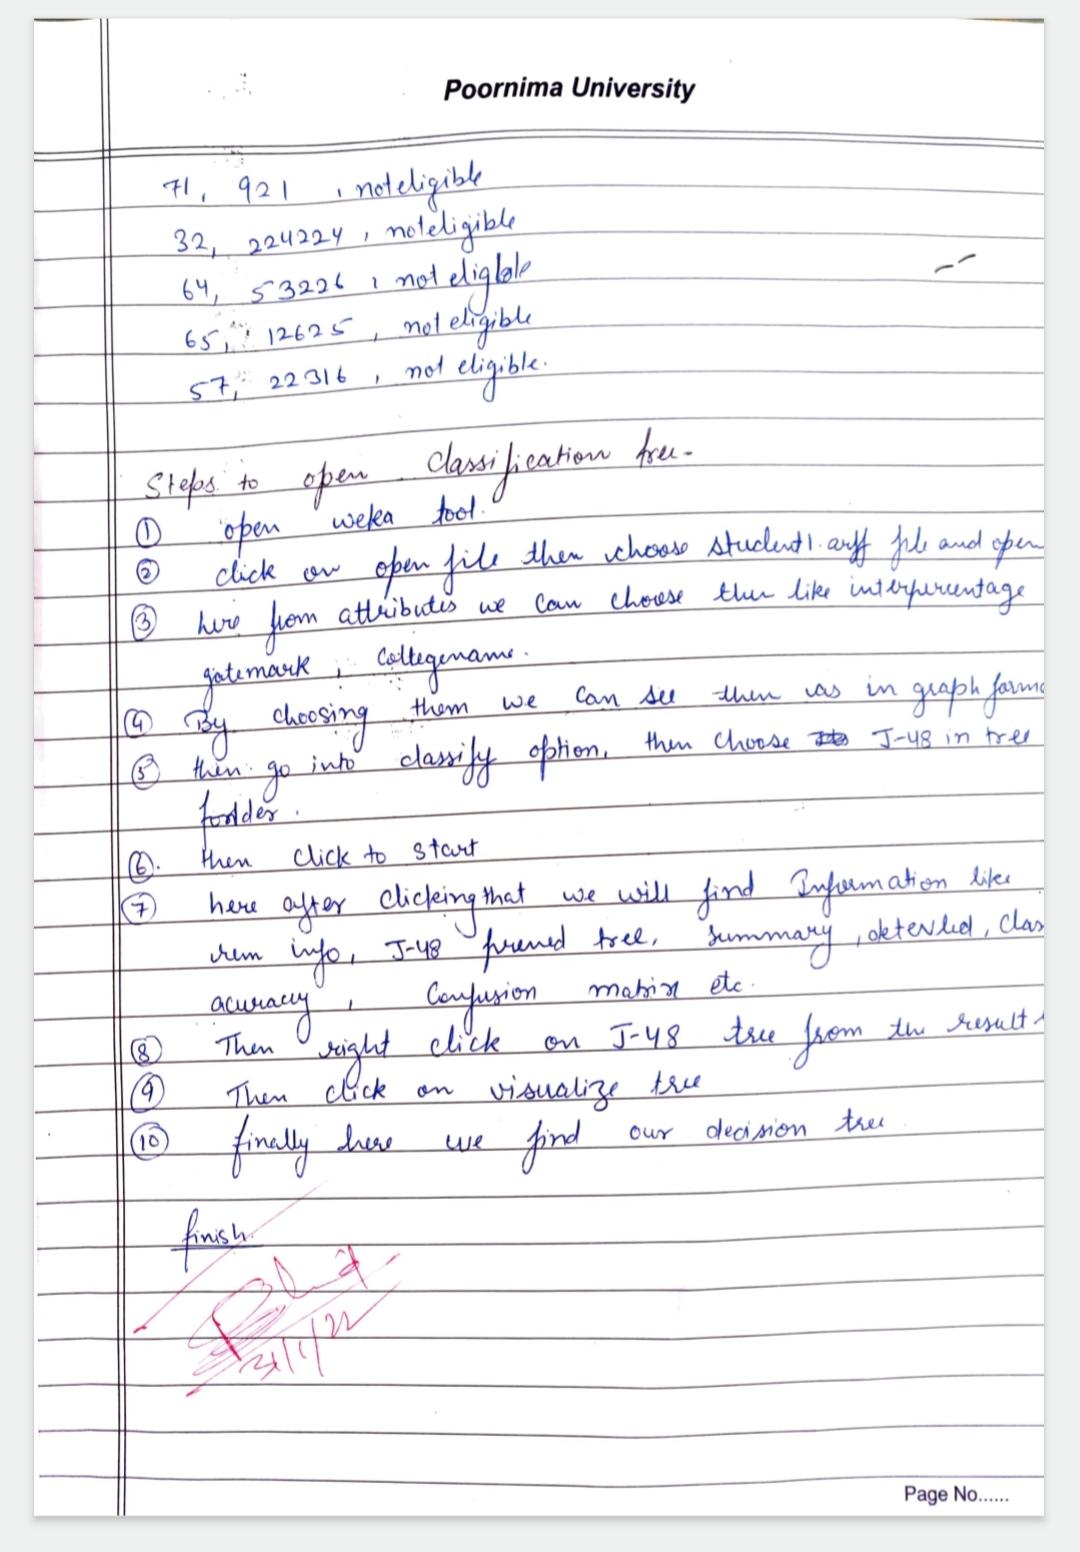 Poornima University
71, 921 , noteligible
32, 224224 , noteligible
64, 53226 , not eligble
65, 12625 , not eligible
57, 22316 , not eligible.
Steps to open classification tree-
① open weka tool.
② click on open file then choose student1.arff file and open
③ here from attributes we can choose then like interpercentage
gatemark , Collegename.
④ By choosing them we can see them as in graph forma
⑤ then go into classify option, then choose J-48 in tree
folder.
⑥. then click to start
⑦ here after clicking that we will find Information like
info, J-48 pruned tree, summary , , Clas
acuracy , Confusion matrix etc.
⑧ Then right click on J-48 tree from the result
⑨ Then click on visualize tree
⑩ finally here we find our decision tree
finish
Page No......